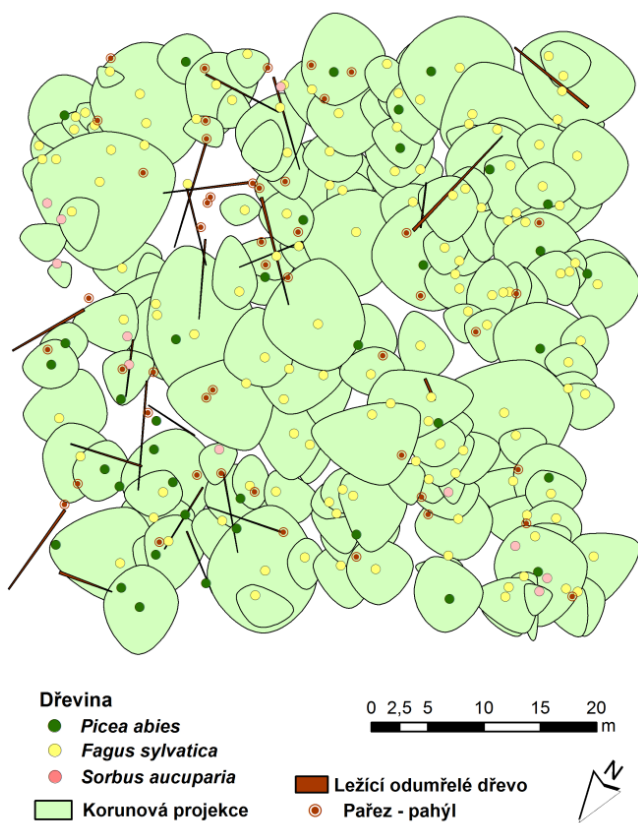 Dřevina
Picea abies
Fagus sylvatica
Sorbus aucuparia
Korunová projekce
0 2,5 5 10 15 20
m
Ležící odumřelé dřevo
Pařez - pahýl
N